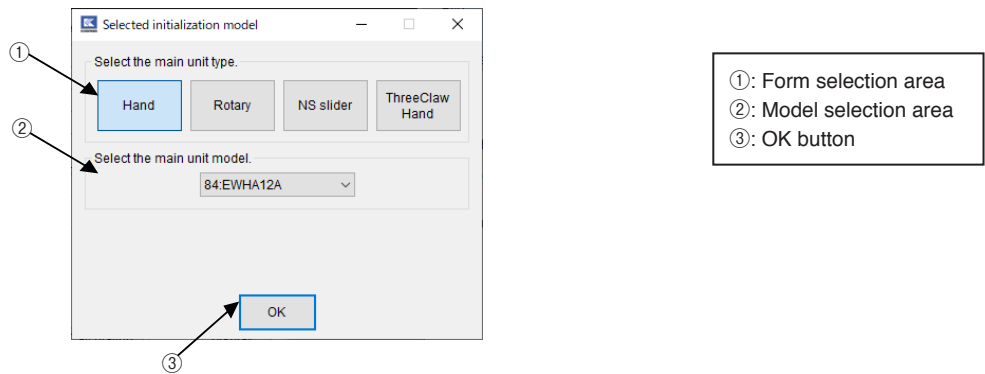 Selected initialization model
①
Select the main unit type.
Hand
Rotary
NS slider
ThreeClaw
Hand
②
Select the main unit model.
84:EWHA12A
OK
③
①: Form selection area
②: Model selection area
③: OK button